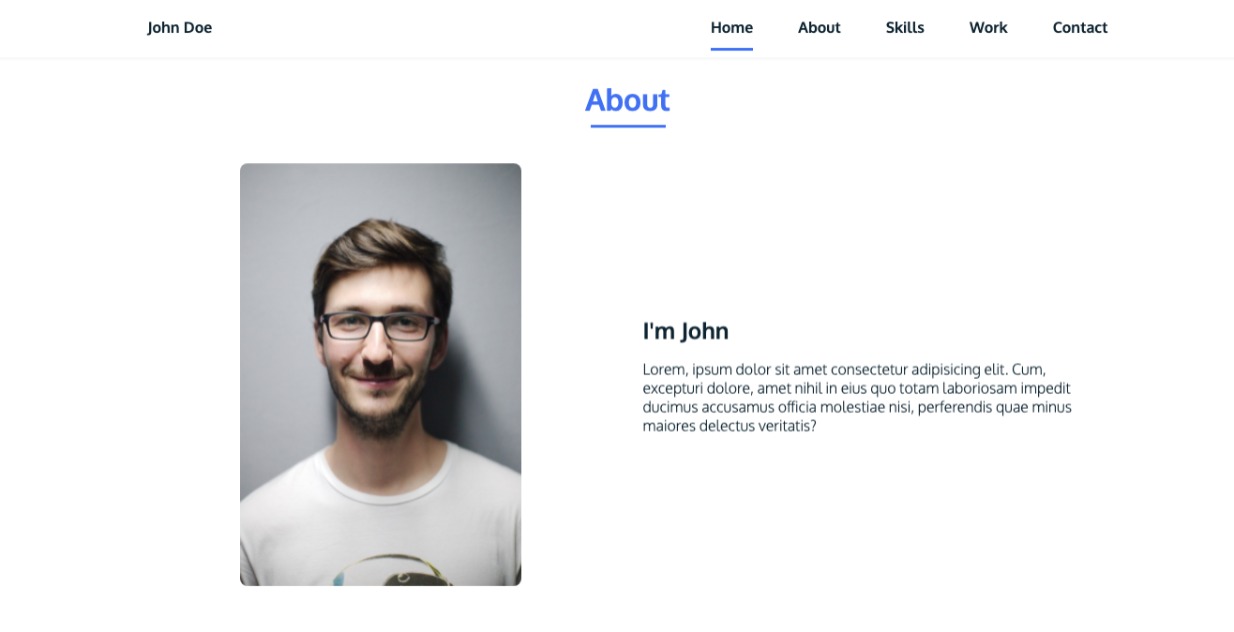 John Doe
Home About Skills Work Contact
About
I'm John
Lorem, ipsum dolor sit amet consectetur adipisicing elit. Cum,
excepturi dolore, amet nihil in eius quo totam laboriosam impedit
ducimus accusamus officia molestiae nisi, perferendis quae minus
maiores delectus veritatis?